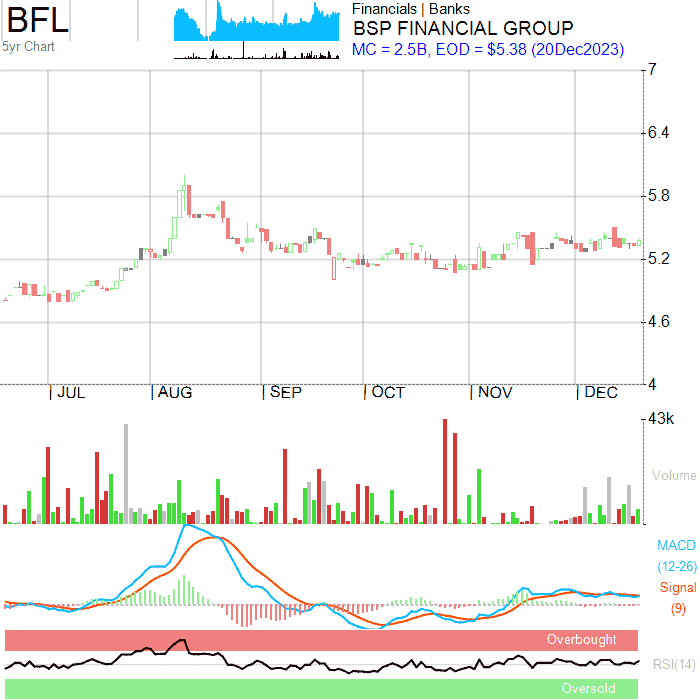 BFL
5yr Chart
Financials | Banks
BSP FINANCIAL GROUP
MC = 2.5B, EOD = $5.38 (20Dec2023)
7
6.4
5.8
5.2
4.6
4
JUL AUG SEP OCT NOV DEC
43k
Volume
MACD
(12-26)
Signal
(9)
Overbought
RSI(14)
Oversold